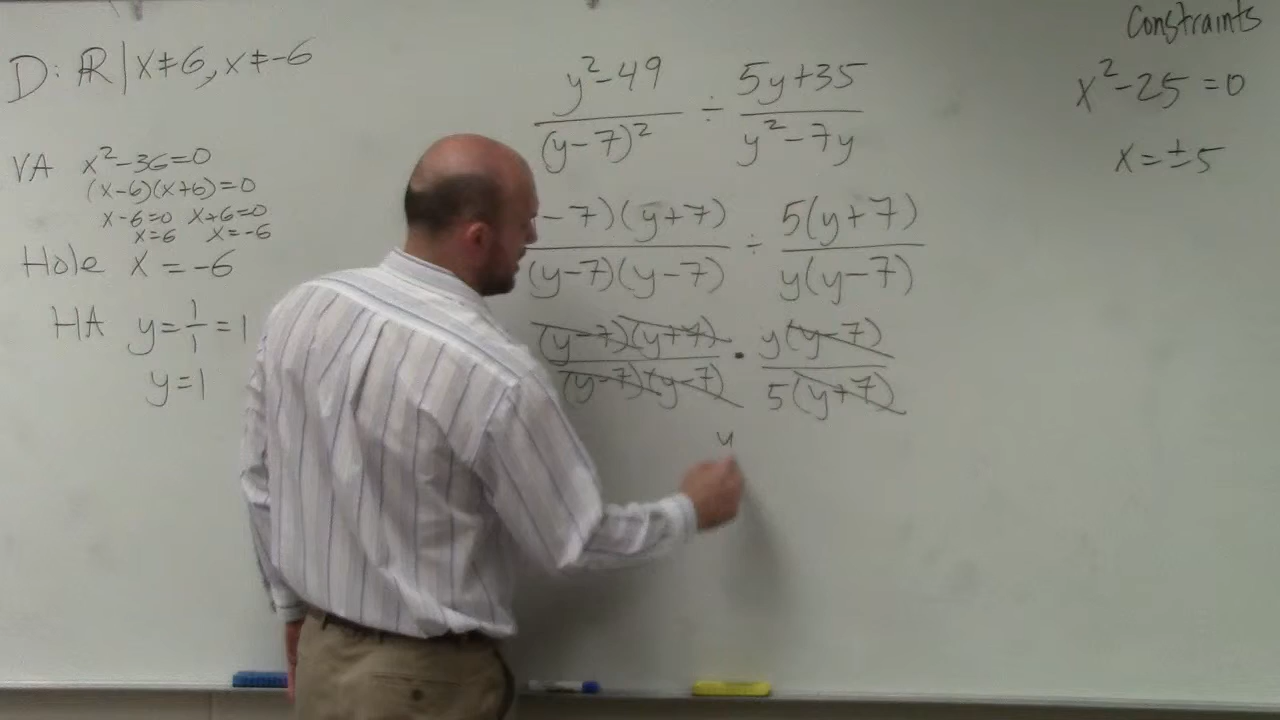 D: ℝ | x≠6, x≠-6
VA x²-36=0
(x-6)(x+6)=0
x-6=0 x+6=0
x=6 x=-6
Hole x=-6
HA y=1/1=1
y=1
y²-49/(y-7)² ÷ 5y+35/y²-7y
-7)(y+7)/(y-7)(y-7) ÷ 5(y+7)/y(y-7)
(y-7)(y+7)/(y-7)(y-7) · y(y-7)/5(y+7)
y
Constraints
x²-25=0
x=±5